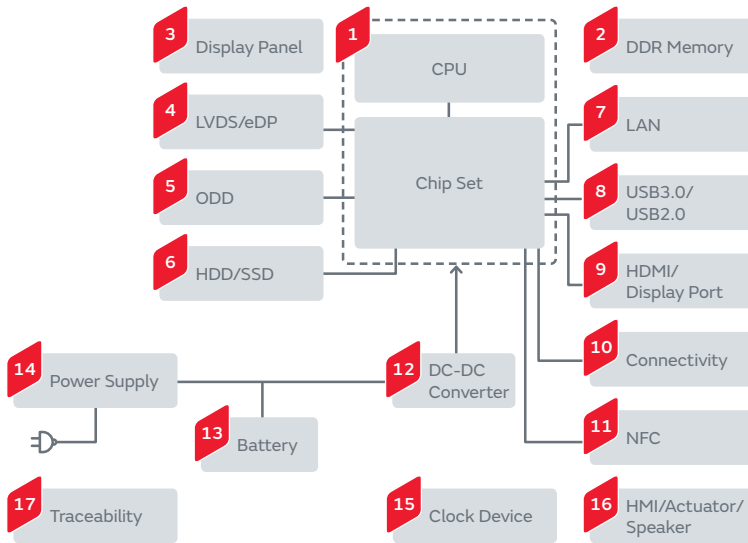 3
Display Panel
1
CPU
2
DDR Memory
4
LVDS/eDP
7
LAN
5
ODD
Chip Set
8
USB3.0/
USB2.0
6
HDD/SSD
9
HDMI/
Display Port
14
Power Supply
12
DC-DC
Converter
10
Connectivity
13
Battery
11
NFC
17
Traceability
15
Clock Device
16
HMI/Actuator/
Speaker